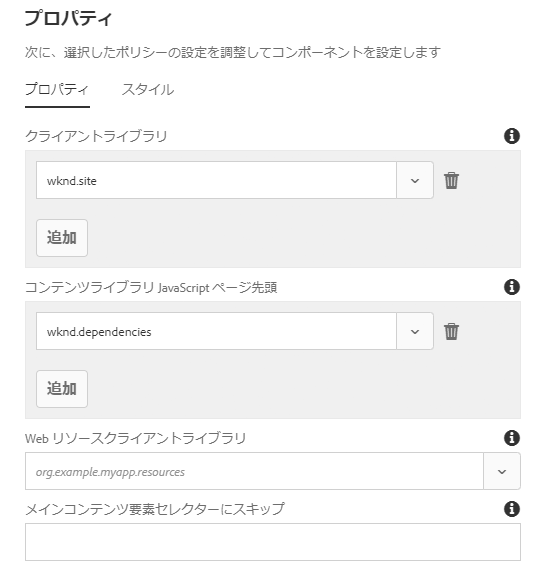 プロパティ
次に、選択したポリシーの設定を調整してコンポーネントを設定します
プロパティ スタイル
クライアントライブラリ
wknd.site
追加
コンテンツライブラリ JavaScript ページ先頭
wknd.dependencies
追加
Web リソースクライアントライブラリ
org.example.myapp.resources
メインコンテンツ要素セレクターにスキップ